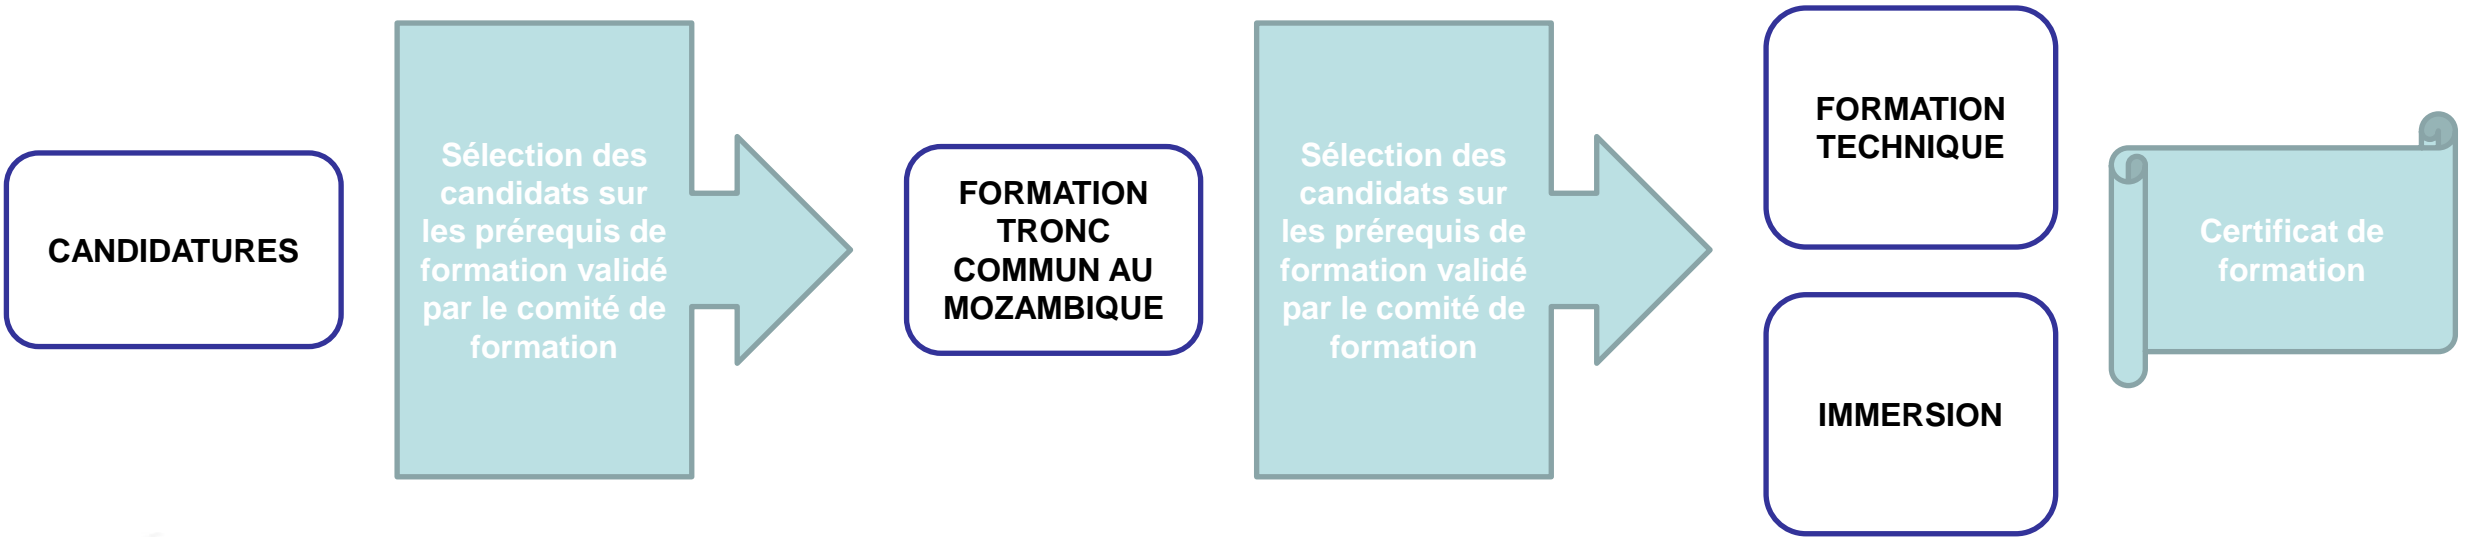 CANDIDATURES
Sélection des
candidats sur
les prérequis de
formation validé
par le comité de
formation
FORMATION
TRONC
COMMUN AU
MOZAMBIQUE
Sélection des
candidats sur
les prérequis de
formation validé
par le comité de
formation
FORMATION
TECHNIQUE
IMMERSION
Certificat de
formation